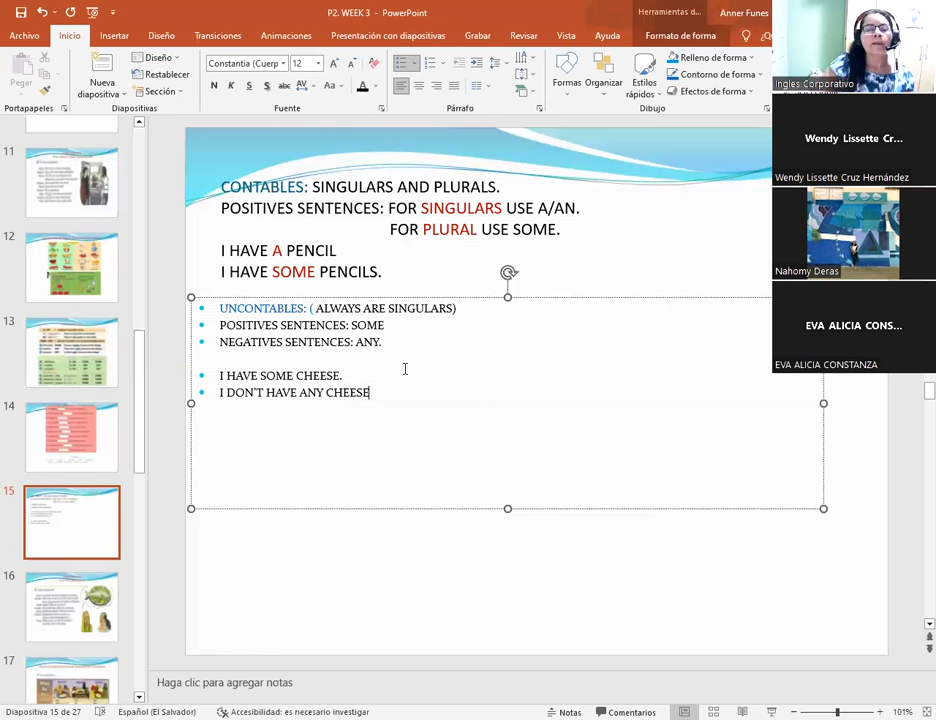 P2. WEEK 3 - PowerPoint
Herramientas d...
Anner Funes
Archivo
Inicio
Insertar
Diseño
Transiciones
Animaciones
Presentación con diapositivas
Grabar
Revisar
Vista
Ayuda
Formato de forma
¿Q
Pegar
Nueva
diapositiva
Diseño
Restablecer
Sección
Constantia (Cuerp
12
N
K
S
S
abc
AV
Aa
A
Formas
Organizar
Estilos
rápidos
Relleno de forma
Contorno de forma
Efectos de forma
Portapapeles
Diapositivas
Fuente
Párrafo
Dibujo
Ingles Corporativo
Wendy Lissette Cr...
Wendy Lissette Cruz Hernández
Nahomy Deras
EVA ALICIA CONS...
EVA ALICIA CONSTANZA
11
12
13
14
15
16
17
CONTABLES: SINGULARS AND PLURALS.
POSITIVES SENTENCES: FOR SINGULARS USE A/AN.
FOR PLURAL USE SOME.
I HAVE A PENCIL
I HAVE SOME PENCILS.
UNCONTABLES: ( ALWAYS ARE SINGULARS)
POSITIVES SENTENCES: SOME
NEGATIVES SENTENCES: ANY.
I HAVE SOME CHEESE.
I DON'T HAVE ANY CHEESE
Haga clic para agregar notas
Diapositiva 15 de 27
Español (El Salvador)
Accesibilidad: es necesario investigar
Notas
Comentarios
101%